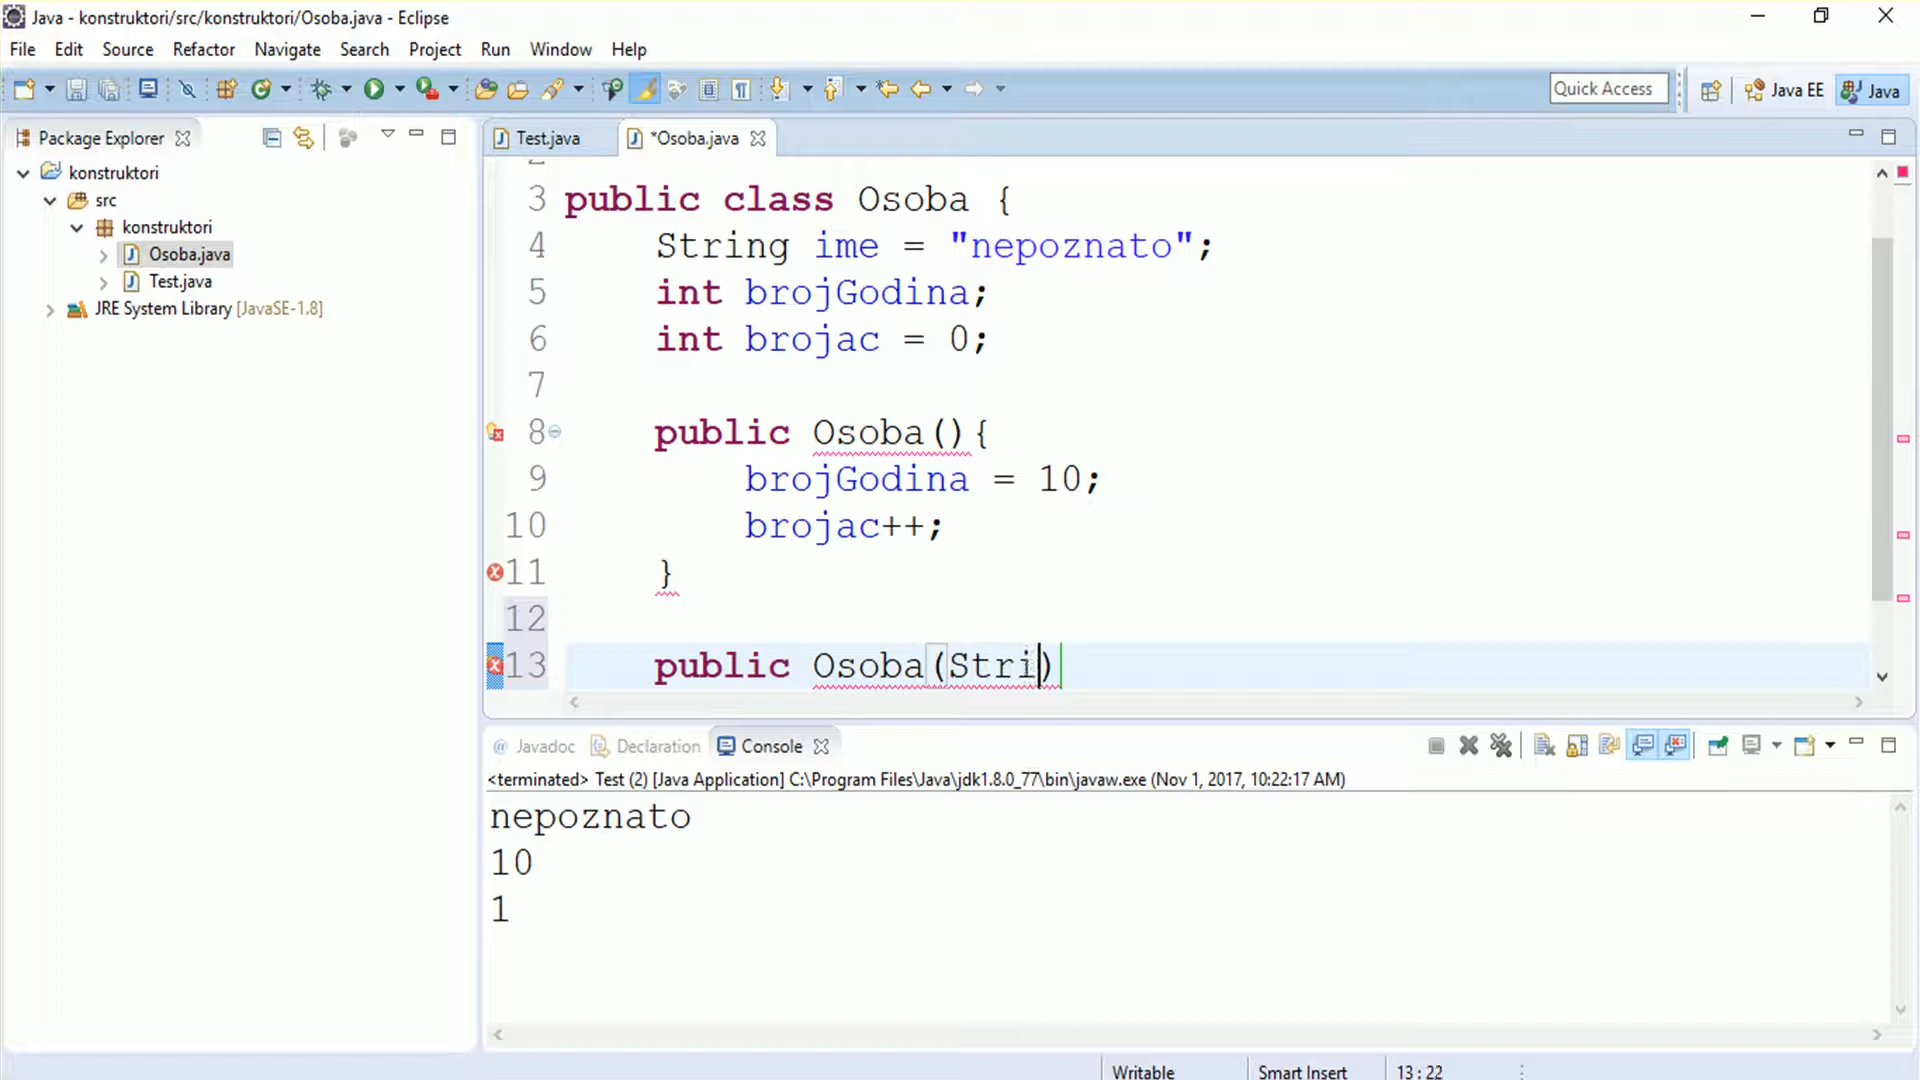 Java - konstruktori/src/konstruktori/Osoba.java - Eclipse
File Edit Source Refactor Navigate Search Project Run Window Help
Quick Access Java EE Java
Package Explorer
konstruktori
src
konstruktori
Osoba.java
Test.java
JRE System Library [JavaSE-1.8]
Test.java *Osoba.java
3 public class Osoba {
4 String ime = "nepoznato";
5 int brojGodina;
6 int brojac = 0;
7
8 public Osoba(){
9 brojGodina = 10;
10 brojac++;
11 }
12
13 public Osoba(Stri)
@ Javadoc Declaration Console
<terminated> Test (2) [Java Application] C:\Program Files\Java\jdk1.8.0_77\bin\javaw.exe (Nov 1, 2017, 10:22:17 AM)
nepoznato
10
1
Writable Smart Insert 13 : 22